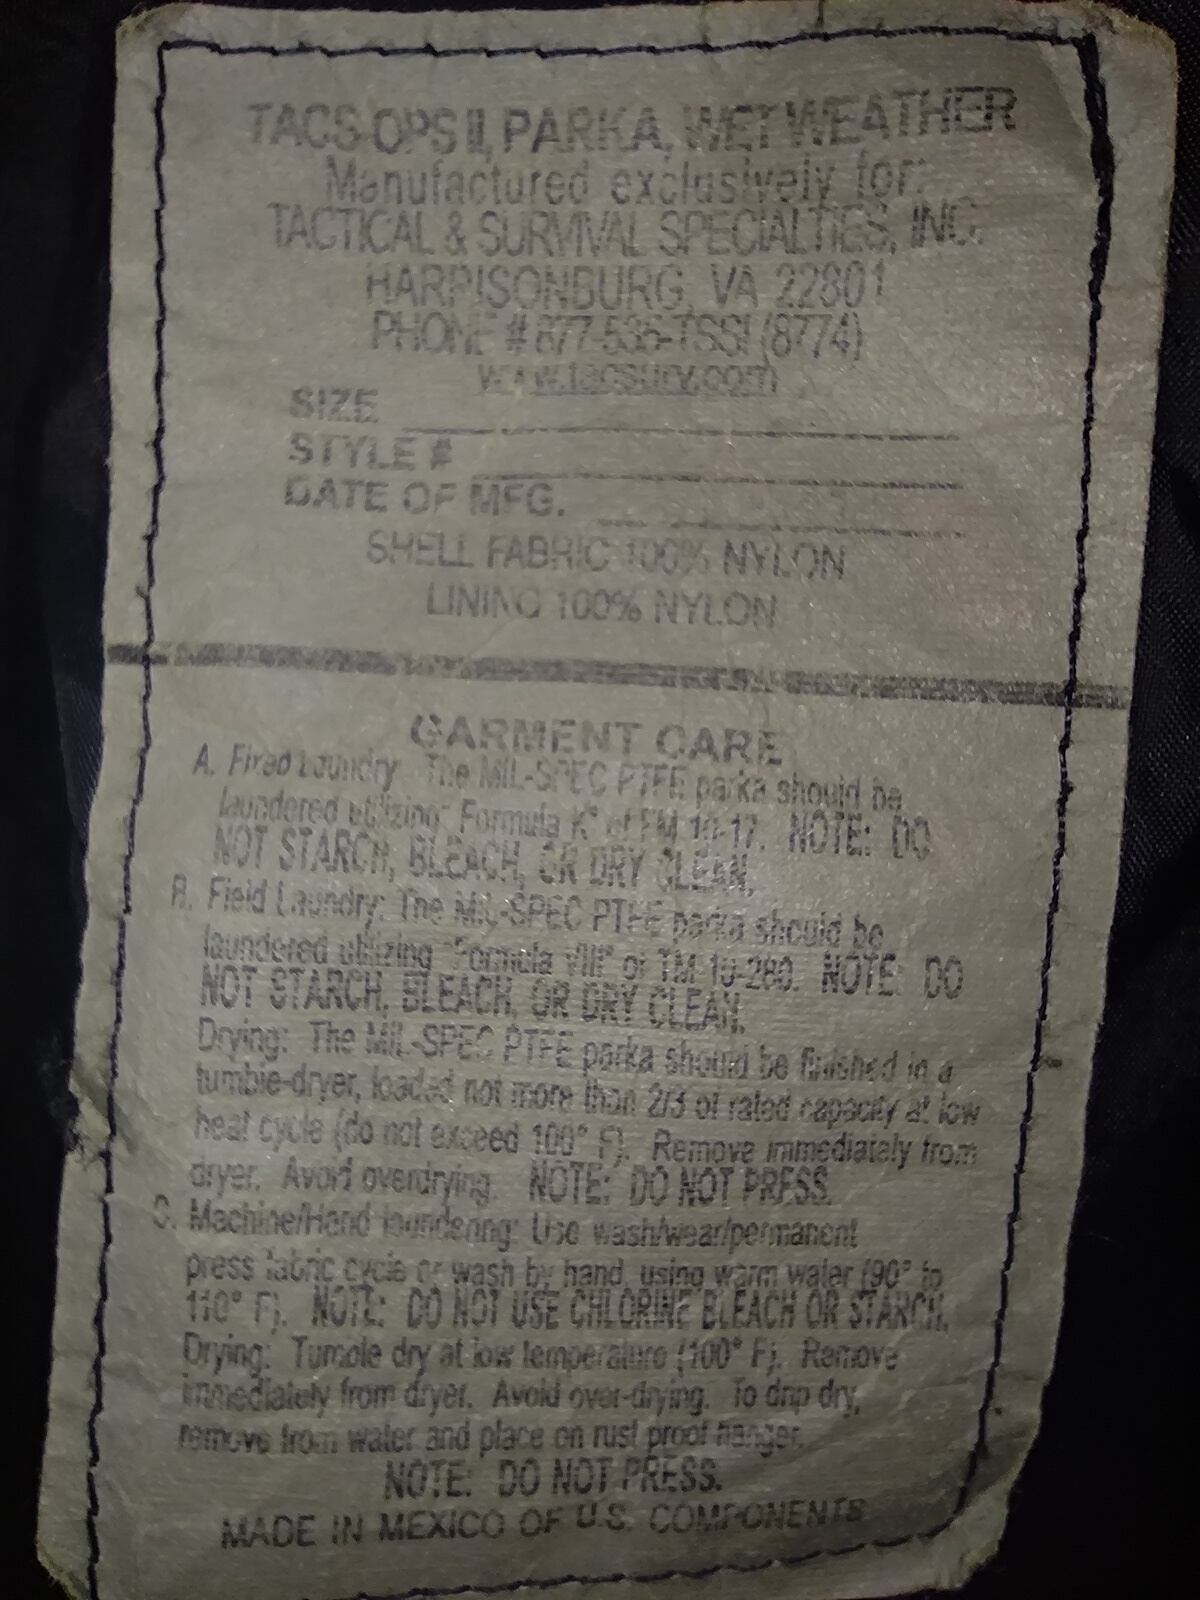 TACS-OPS II, PARKA, WET WEATHER
Manufactured exclusively for:
TACTICAL & SURVIVAL SPECIALTIES, INC.
HARRISONBURG, VA 22801
PHONE # 877-535-TSSI (8774)
www.tacsurv.com
SIZE
STYLE #
DATE OF MFG.
SHELL FABRIC 100% NYLON
LINING 100% NYLON
GARMENT CARE
A. Fixed Laundry: The MIL-SPEC PTFE parka should be
laundered utilizing "Formula K" of FM 10-17. NOTE: DO
NOT STARCH, BLEACH, OR DRY CLEAN.
B. Field Laundry: The MIL-SPEC PTFE parka should be
laundered utilizing "Formula VIII" of TM 10-280. NOTE: DO
NOT STARCH, BLEACH, OR DRY CLEAN.
Drying: The MIL-SPEC PTFE parka should be finished in a
tumble-dryer, loaded not more than 2/3 of rated capacity at low
heat cycle (do not exceed 100° F). Remove immediately from
dryer. Avoid overdrying. NOTE: DO NOT PRESS.
C. Machine/Hand laundering: Use wash/wear/permanent
press fabric cycle or wash by hand, using warm water (90° to
110° F). NOTE: DO NOT USE CHLORINE BLEACH OR STARCH.
Drying: Tumble dry at low temperature (100° F). Remove
immediately from dryer. Avoid over-drying. To drip dry,
remove from water and place on rust proof hanger.
NOTE: DO NOT PRESS.
MADE IN MEXICO OF U.S. COMPONENTS